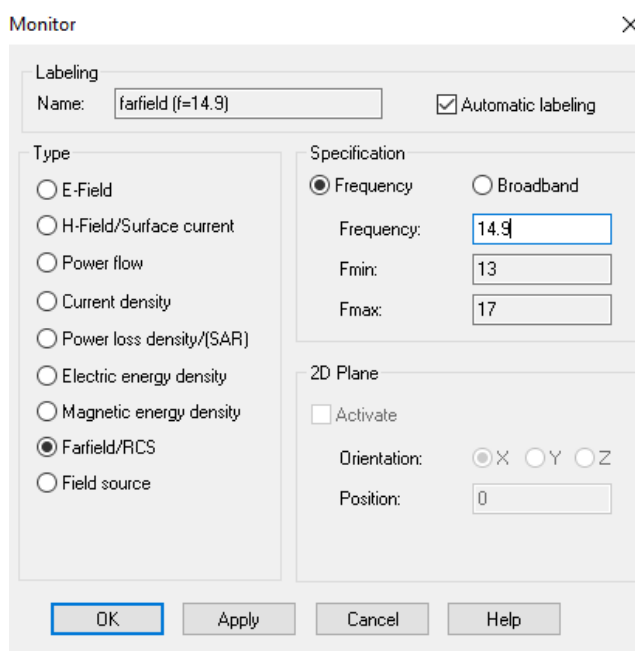 Monitor
Labeling
Name: farfield (f=14.9) Automatic labeling
Type
E-Field
H-Field/Surface current
Power flow
Current density
Power loss density/(SAR)
Electric energy density
Magnetic energy density
Farfield/RCS
Field source
Specification
Frequency Broadband
Frequency: 14.9
Fmin: 13
Fmax: 17
2D Plane
Activate
Orientation: X Y Z
Position: 0
OK Apply Cancel Help